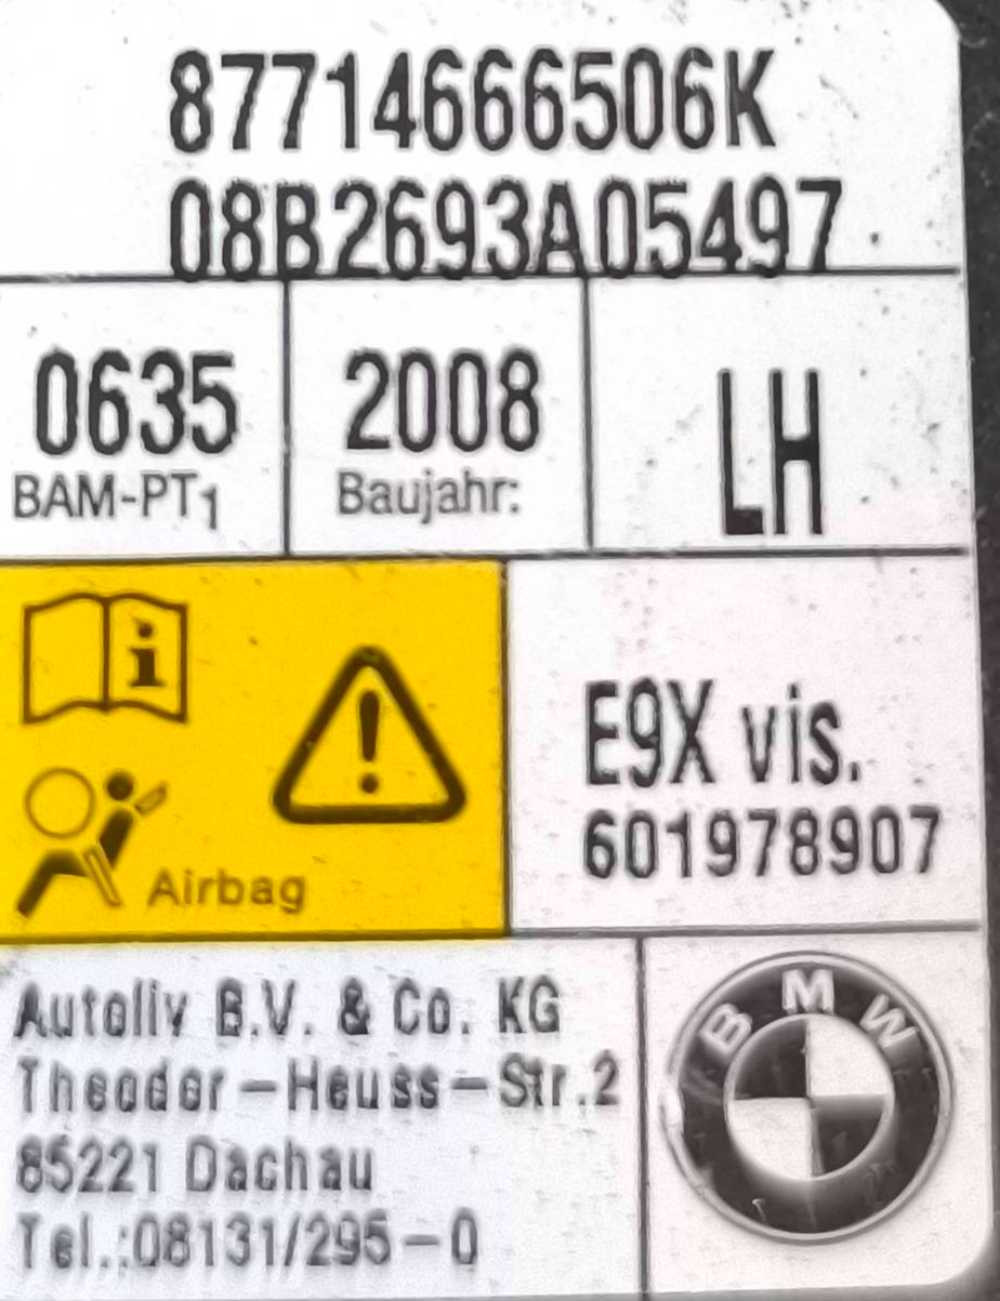 87714666506K
08B2693A05497
0635
BAM-PT1
2008
Baujahr:
LH
i
!
Airbag
E9X vis.
601978907
Autoliv B.V. & Co. KG
Theodor-Heuss-Str.2
85221 Dachau
Tel.:08131/295-0
BMW